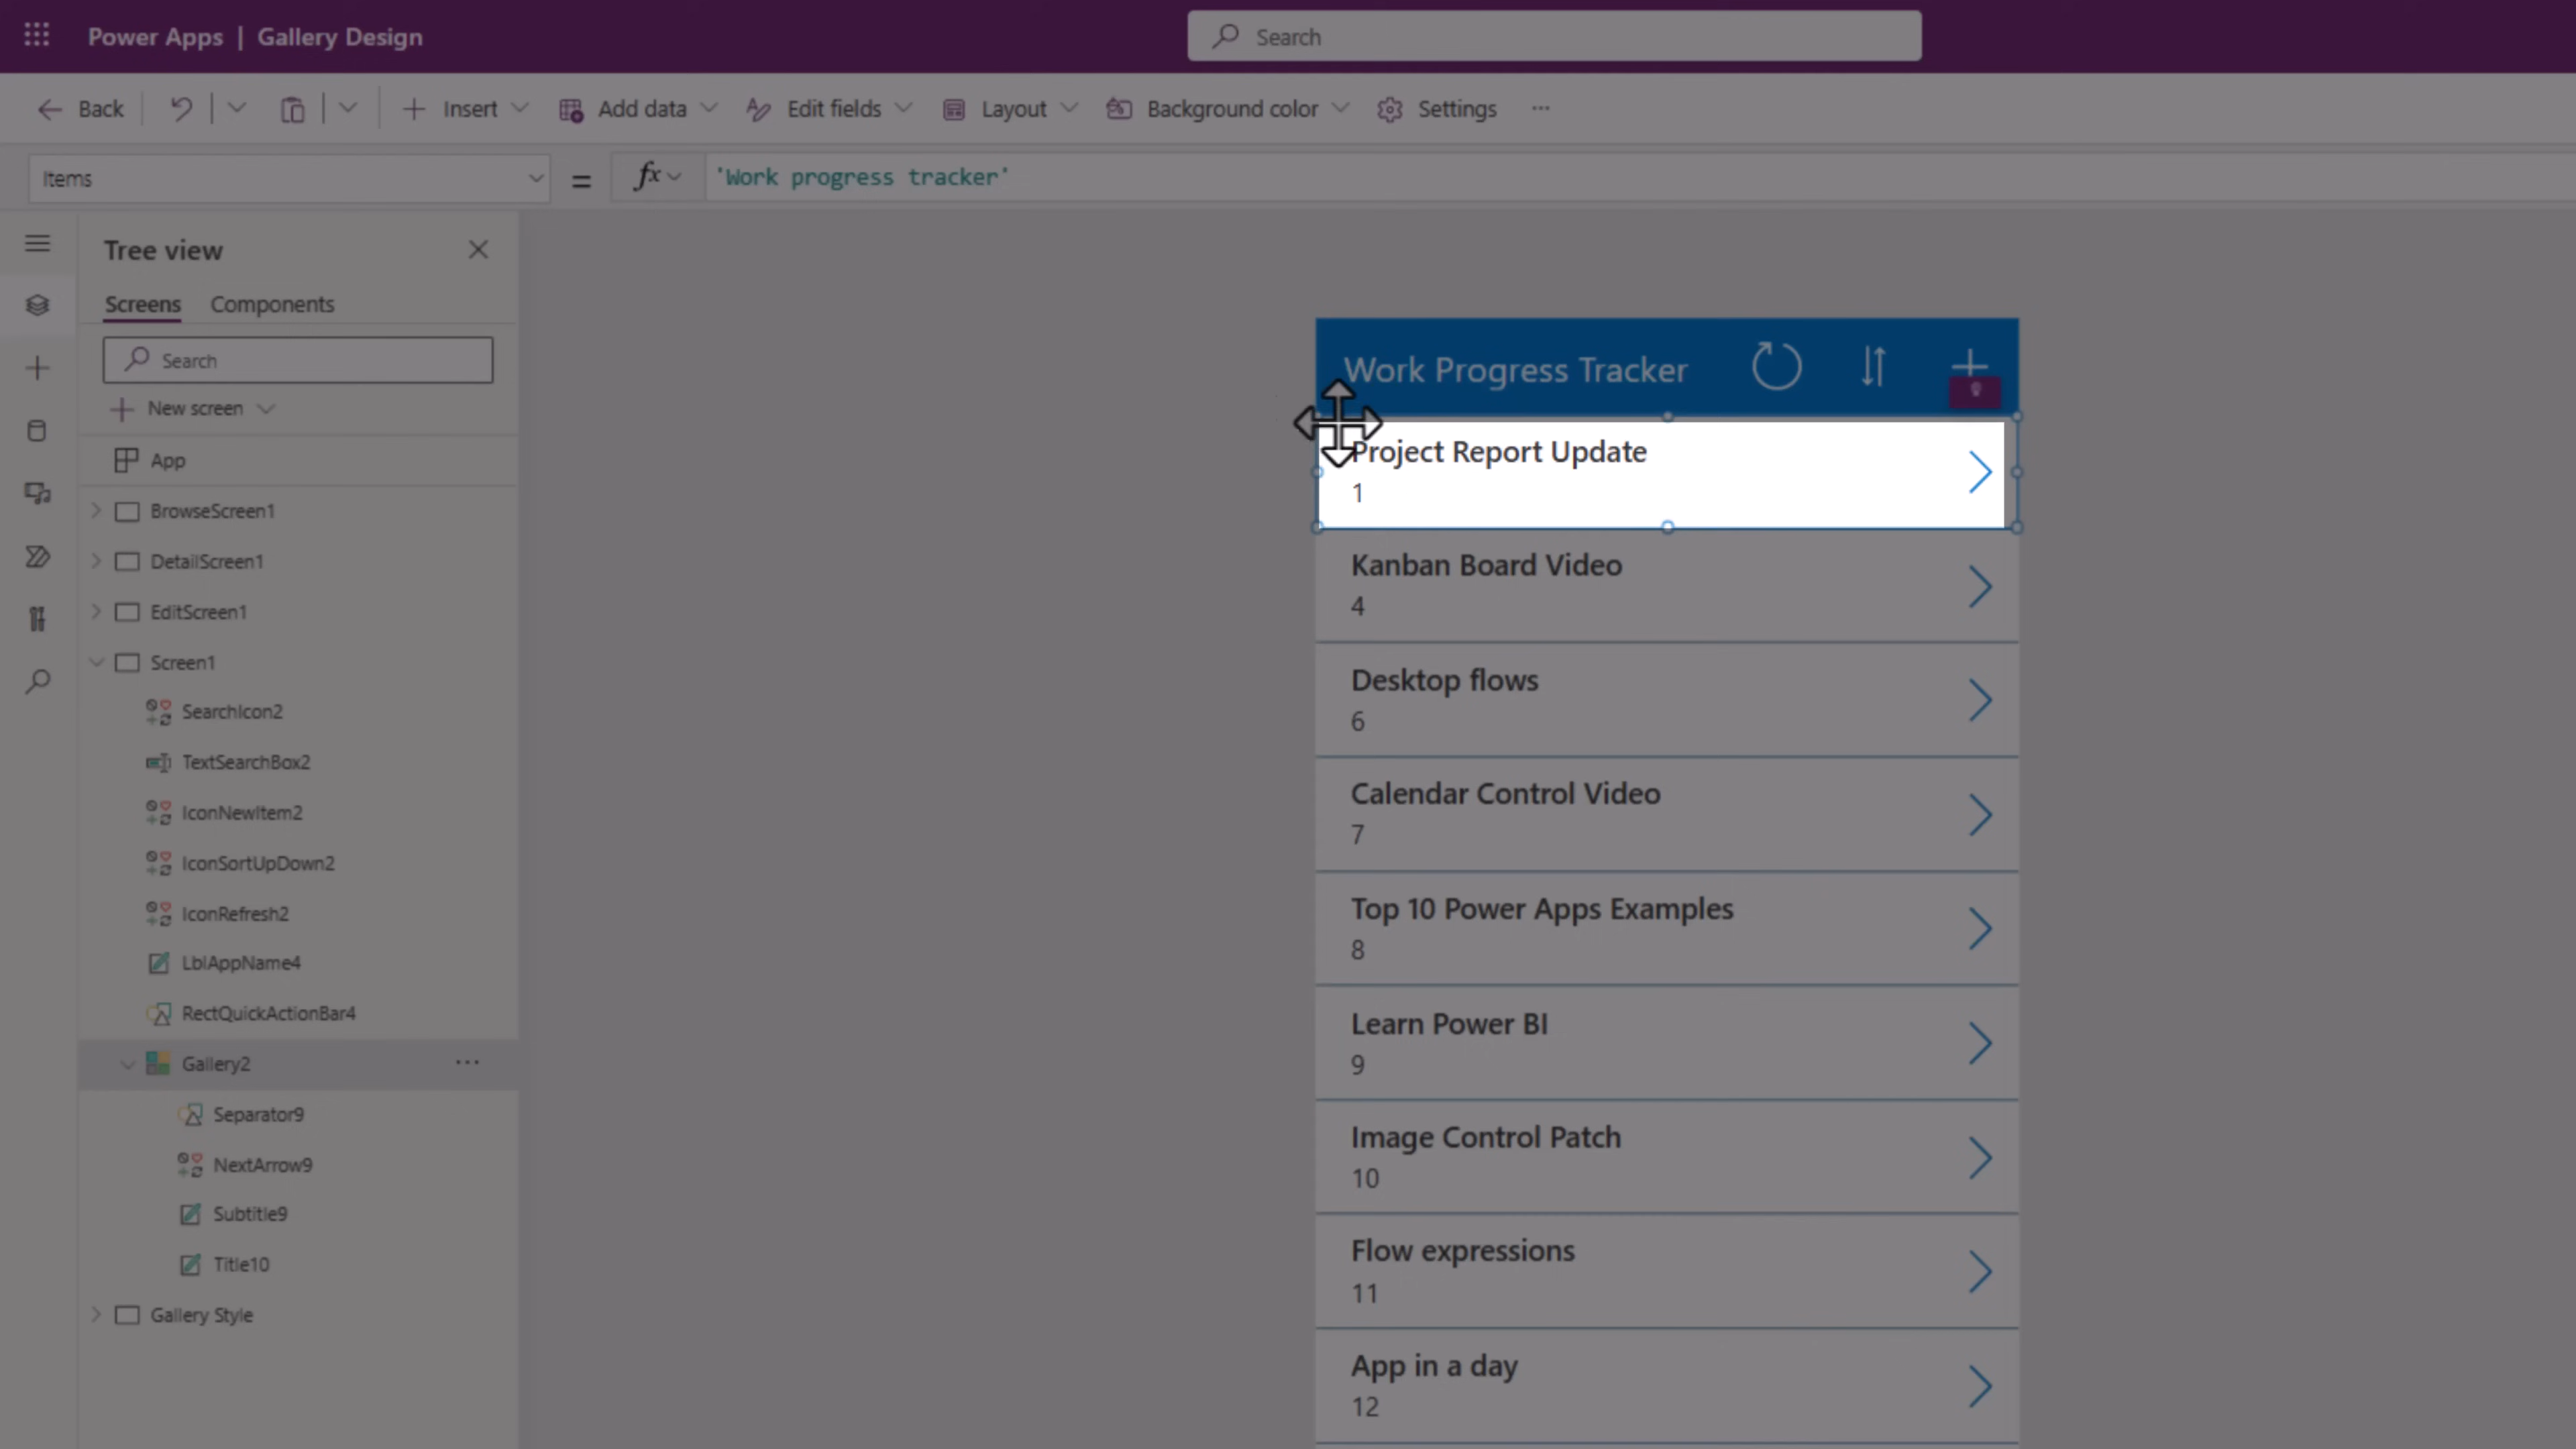 Power Apps | Gallery Design
Search
Back
Insert
Add data
Edit fields
Layout
Background color
Settings
...
Items
=
fx
'Work progress tracker'
Tree view
Screens
Components
Search
New screen
App
BrowseScreen1
DetailScreen1
EditScreen1
Screen1
SearchIcon2
TextSearchBox2
IconNewItem2
IconSortUpDown2
IconRefresh2
LblAppName4
RectQuickActionBar4
Gallery2
...
Separator9
NextArrow9
Subtitle9
Title10
Gallery Style
Work Progress Tracker
Project Report Update
1
Kanban Board Video
4
Desktop flows
6
Calendar Control Video
7
Top 10 Power Apps Examples
8
Learn Power BI
9
Image Control Patch
10
Flow expressions
11
App in a day
12